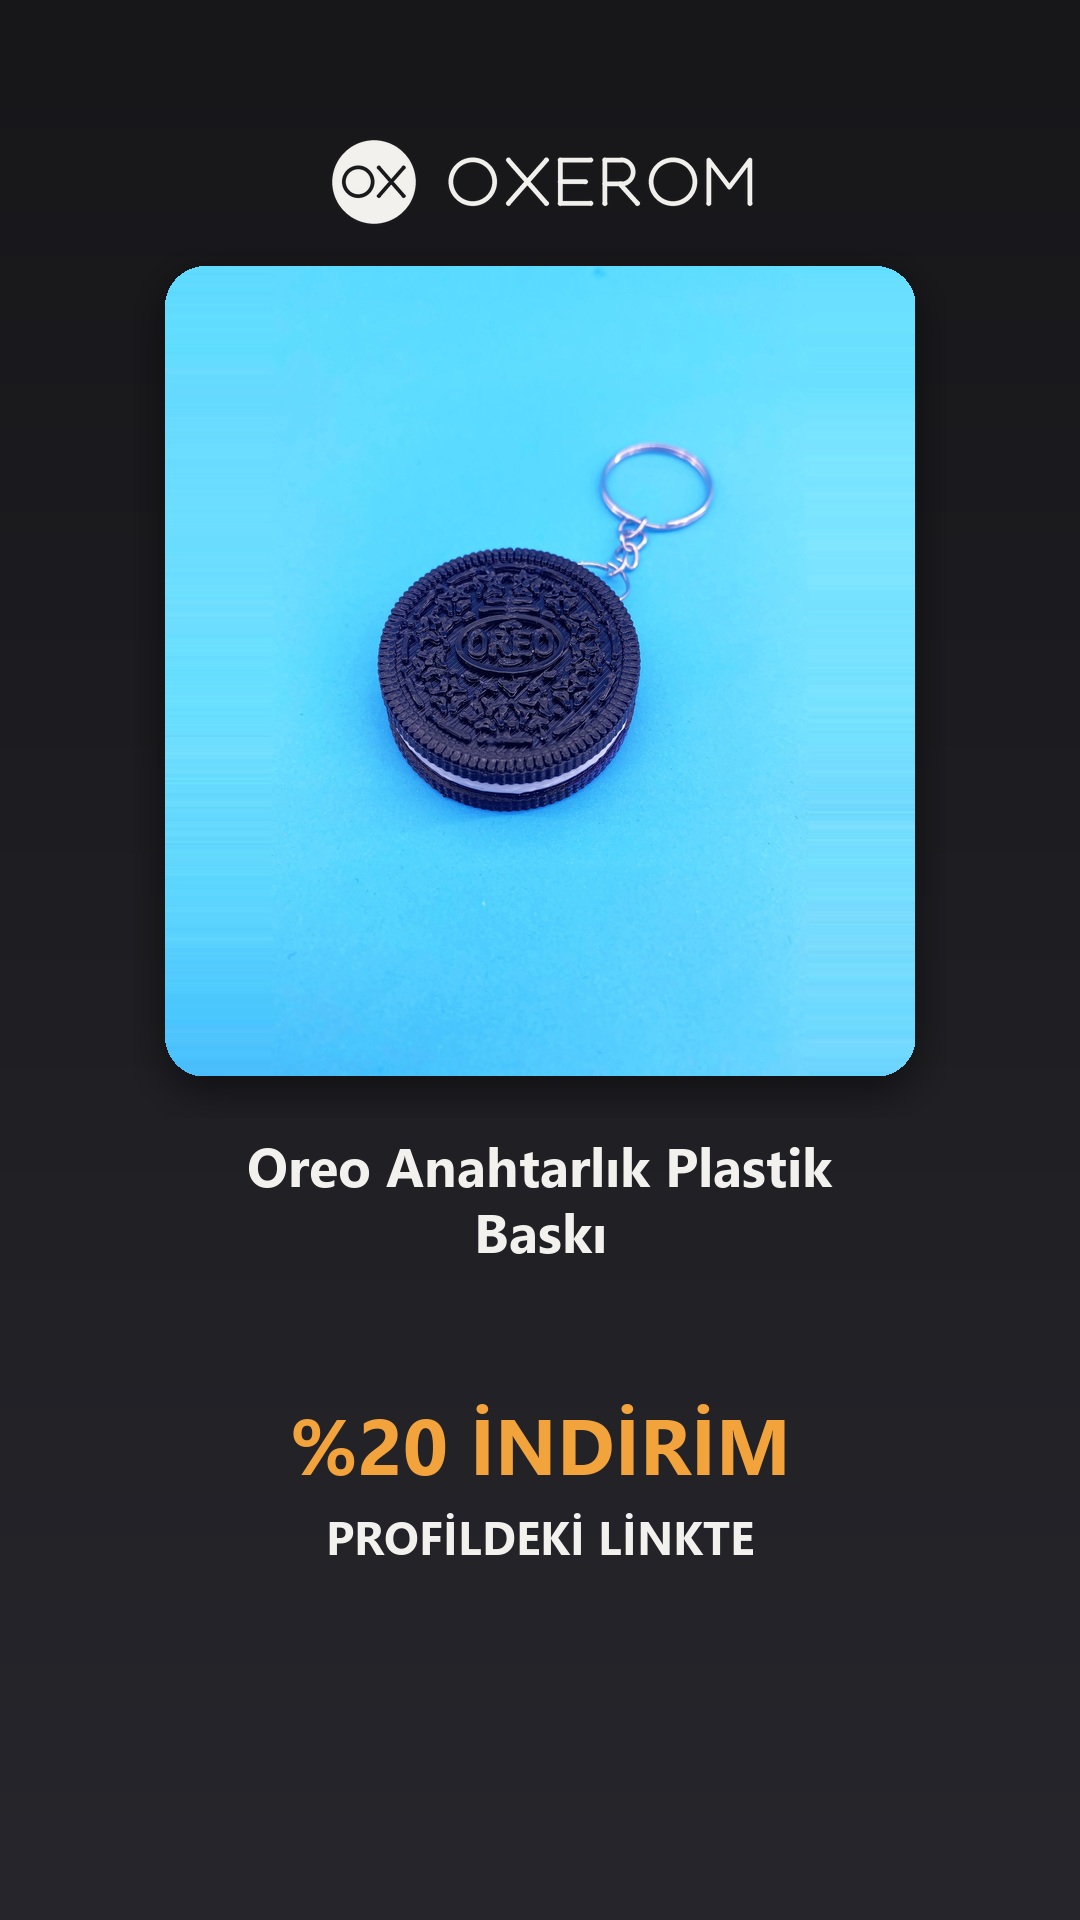 OX OXEROM
OREO
Oreo Anahtarlık Plastik
Baskı
%20 İNDİRİM
PROFİLDEKİ LİNKTE